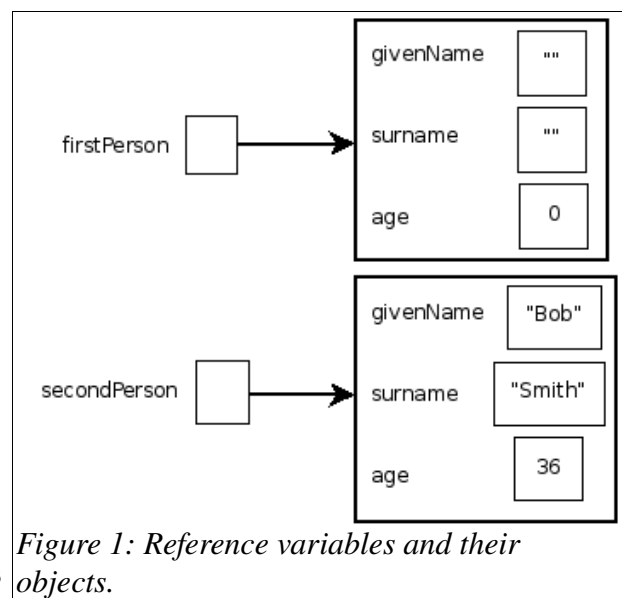 givenName ""
firstPerson surname ""
age 0
givenName "Bob"
secondPerson surname "Smith"
age 36
Figure 1: Reference variables and their
objects.